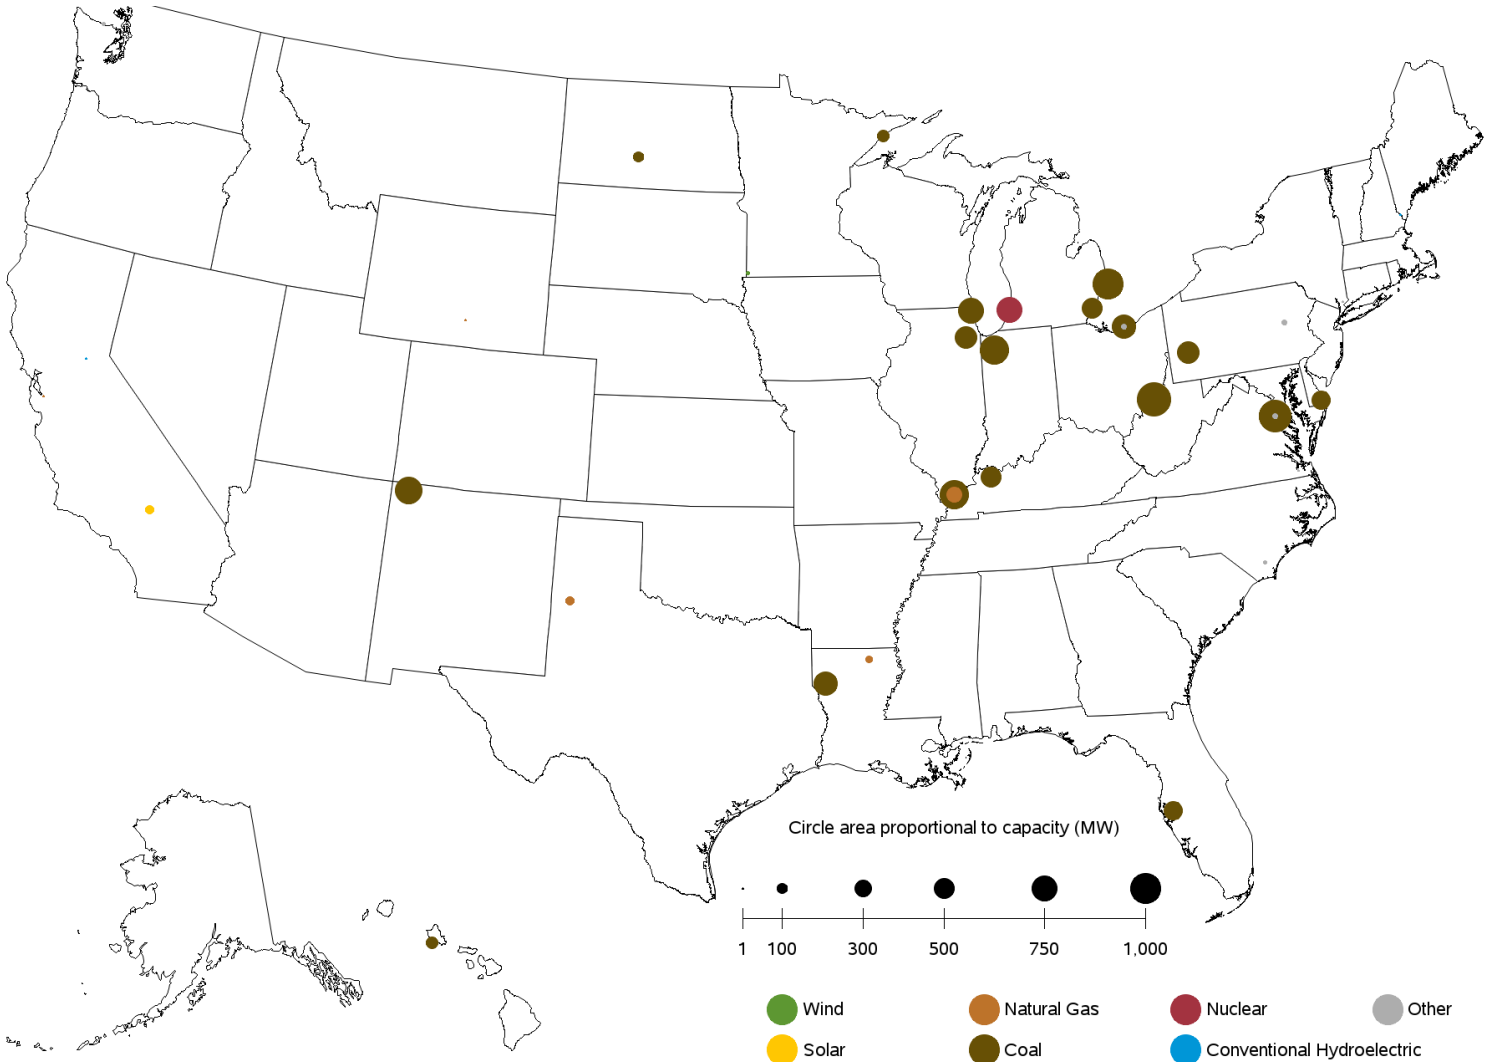 Circle area proportional to capacity (MW)
1 100 300 500 750 1,000
Wind Natural Gas Nuclear Other
Solar Coal Conventional Hydroelectric